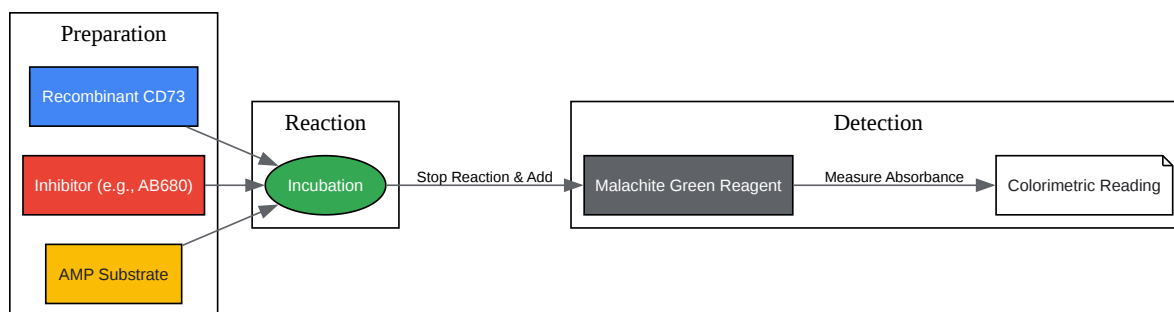 Preparation
Recombinant CD73
Inhibitor (e.g., AB680)
AMP Substrate
Reaction
Incubation
Stop Reaction & Add
Detection
Malachite Green Reagent
Measure Absorbance
Colorimetric Reading